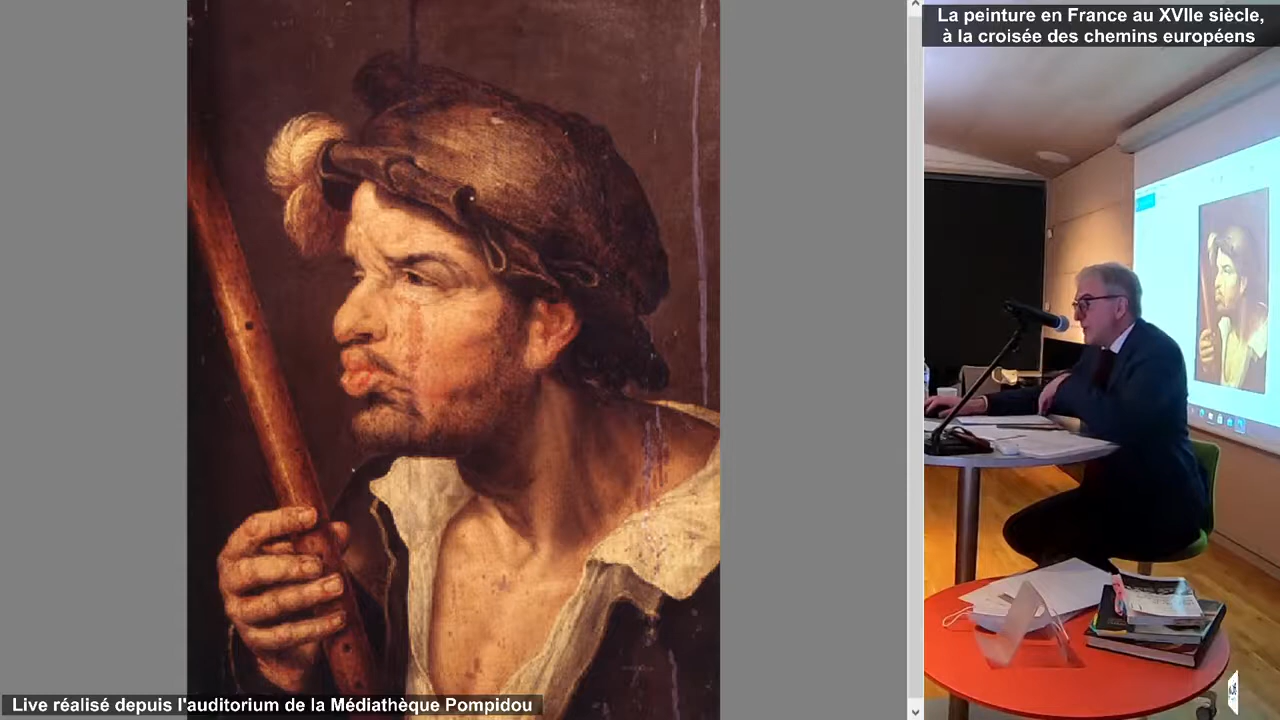 La peinture en France au XVIIe siècle,
à la croisée des chemins européens
Live réalisé depuis l'auditorium de la Médiathèque Pompidou